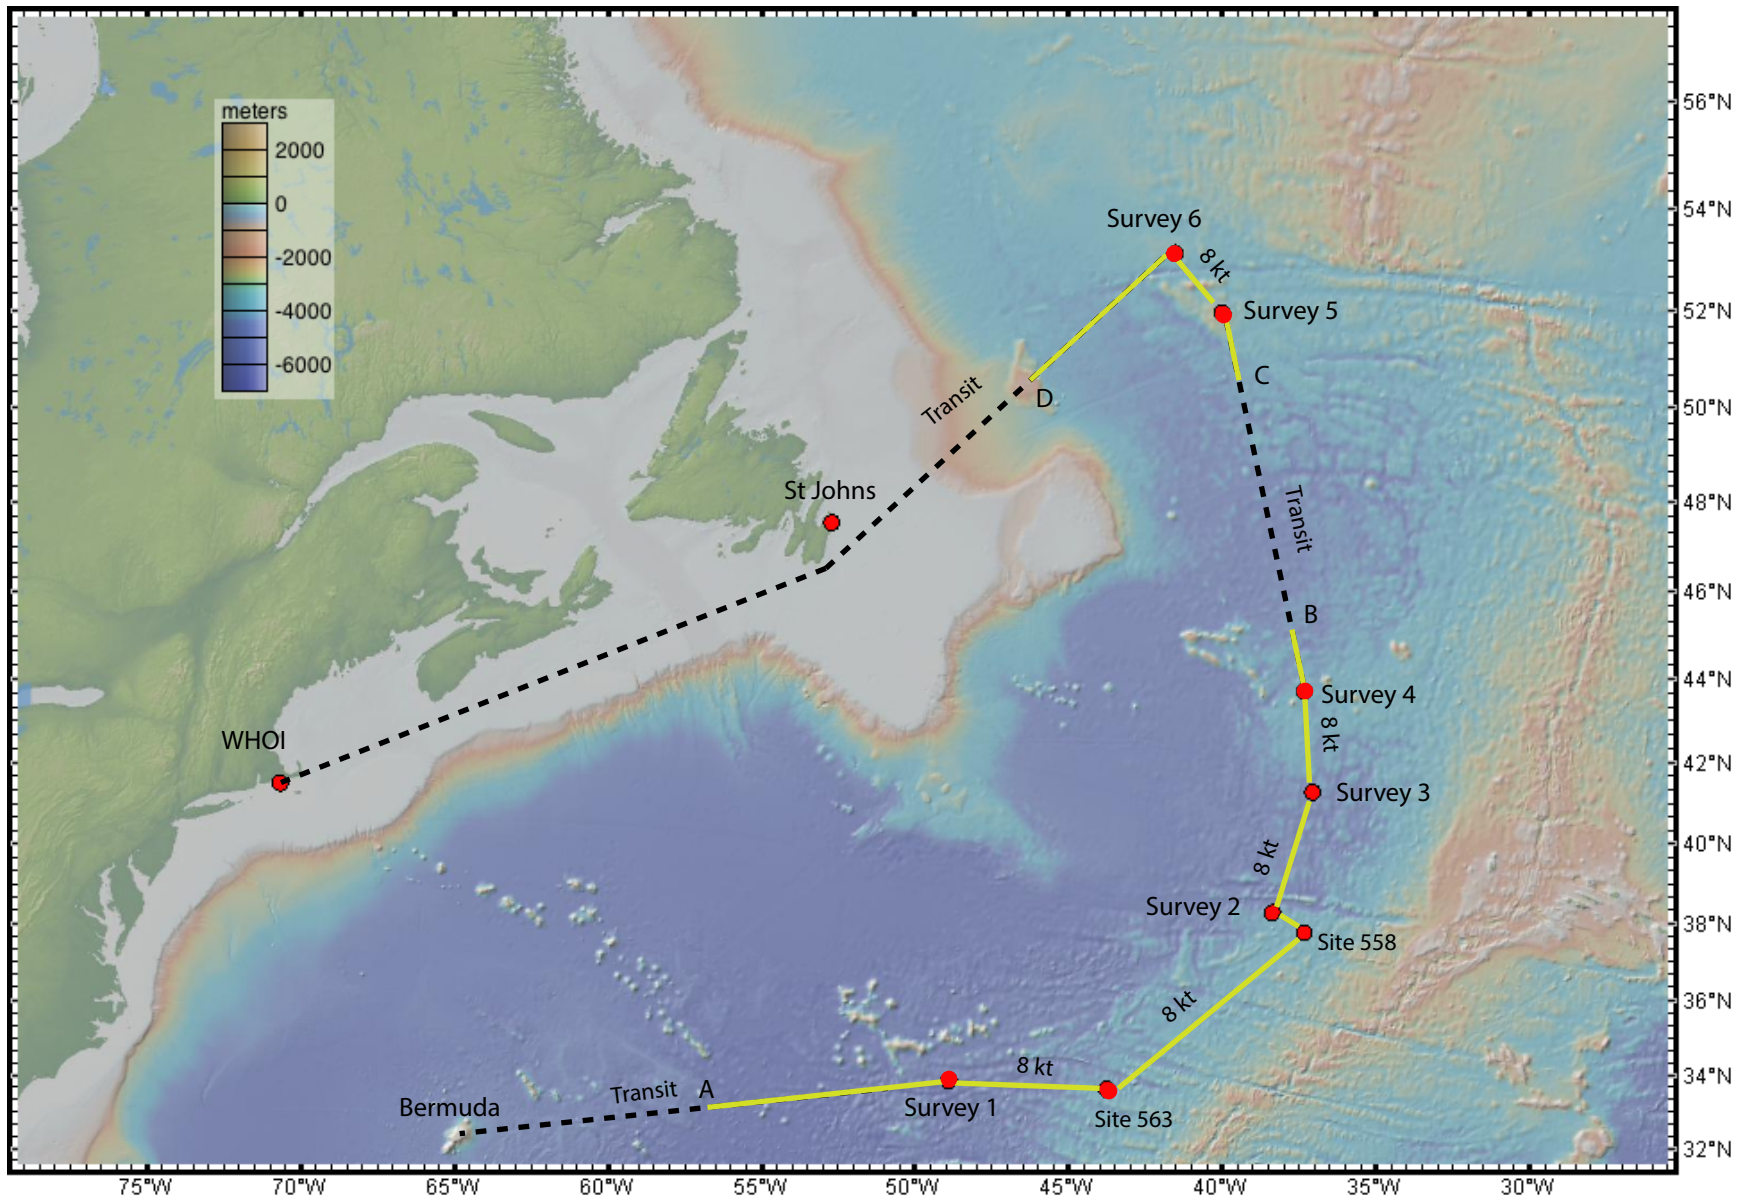 meters
2000
0
-2000
-4000
-6000
56°N
54°N
52°N
50°N
48°N
46°N
44°N
42°N
40°N
38°N
36°N
34°N
32°N
Survey 6
8 kt
Survey 5
C
D
Transit
St Johns
Transit
B
WHOI
Survey 4
8 kt
Survey 3
8 kt
Survey 2
Site 558
8 kt
8 kt
Transit
A
Bermuda
Survey 1
Site 563
75°W
70°W
65°W
60°W
55°W
50°W
45°W
40°W
35°W
30°W